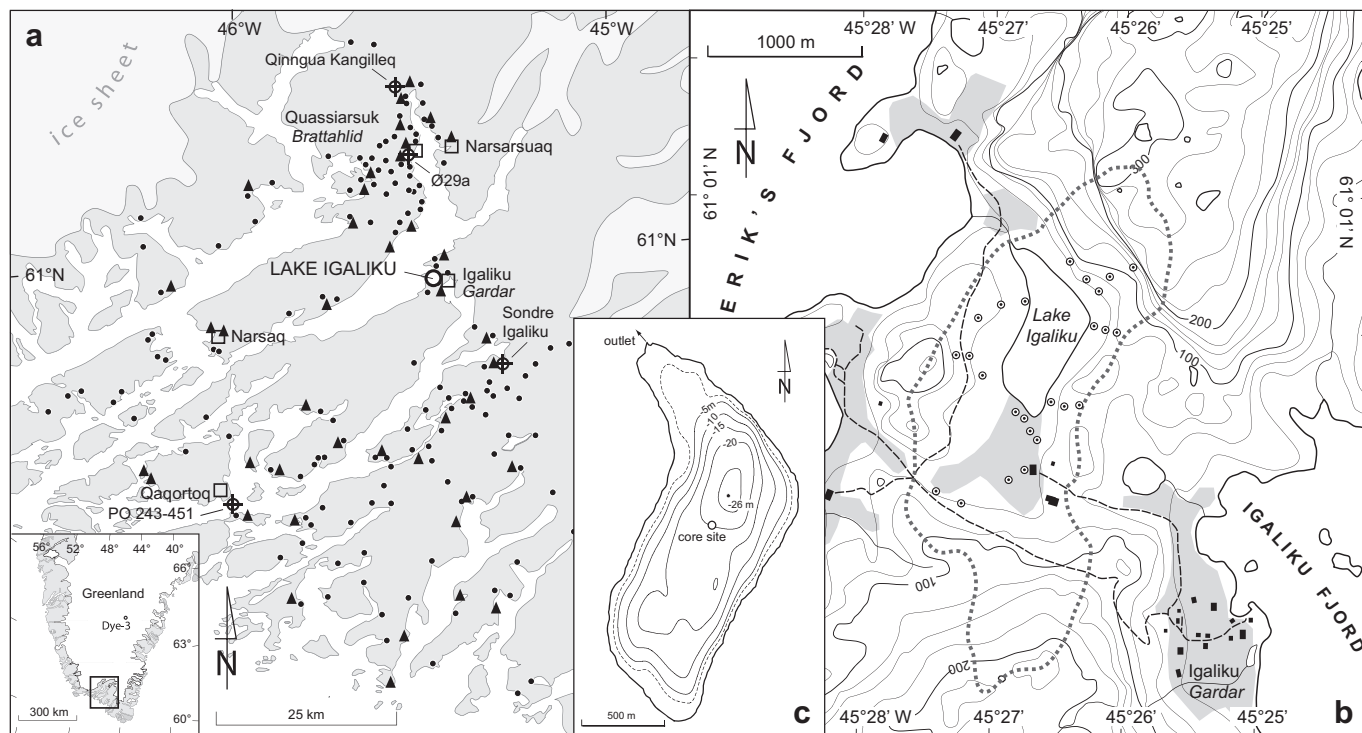 a
46°W
45°W
ice sheet
Qinngua Kangilleq
Quassiarsuk
Brattahlid
Narsarsuaq
Ø29a
61°N
61°N
LAKE IGALIKU
Igaliku
Gardar
Sondre
Igaliku
Narsaq
Qaqortoq
PO 243-451
N
25 km
56°
52°
48°
44°
40°
66°
63°
60°
Greenland
Dye-3
300 km
outlet
N
-5m
-10
-15
-20
-26 m
core site
500 m
c
45°28' W
45°27'
45°26'
45°25'
1000 m
N
61° 01' N
61° 01' N
ERIK'S FJORD
300
200
100
Lake
Igaliku
100
200
IGALIKU FJORD
Igaliku
Gardar
45°28' W
45°27'
45°26'
45°25'
b